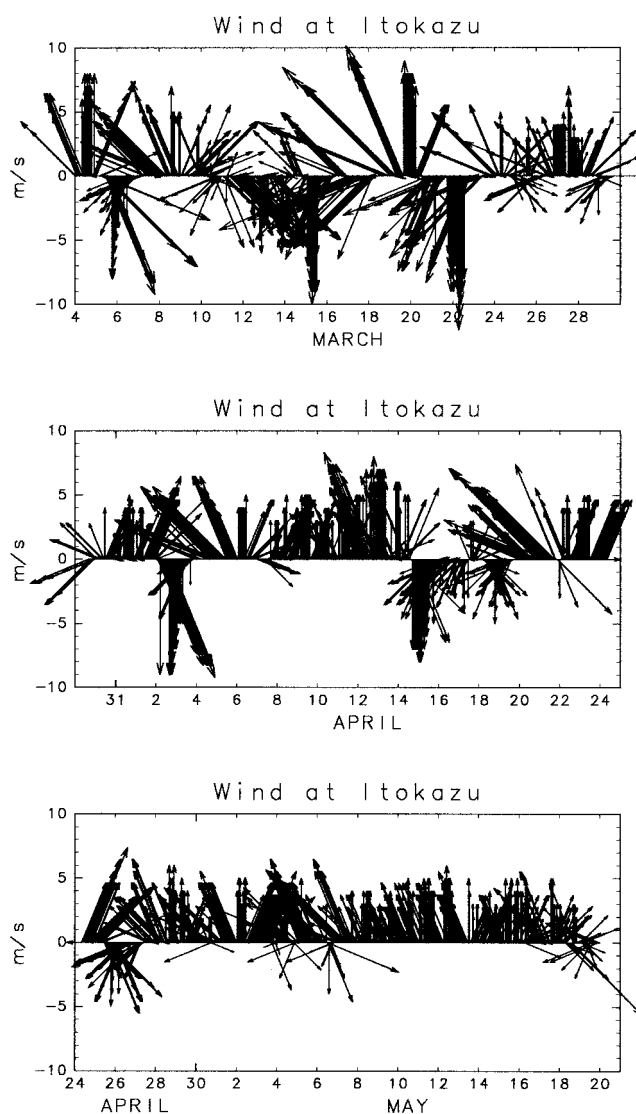 Wind at Itokazu
10
5
0
-5
-10
m/s
4 6 8 10 12 14 16 18 20 22 24 26 28
MARCH
Wind at Itokazu
10
5
0
-5
-10
m/s
31 2 4 6 8 10 12 14 16 18 20 22 24
APRIL
Wind at Itokazu
10
5
0
-5
-10
m/s
24 26 28 30 2 4 6 8 10 12 14 16 18 20
APRIL MAY